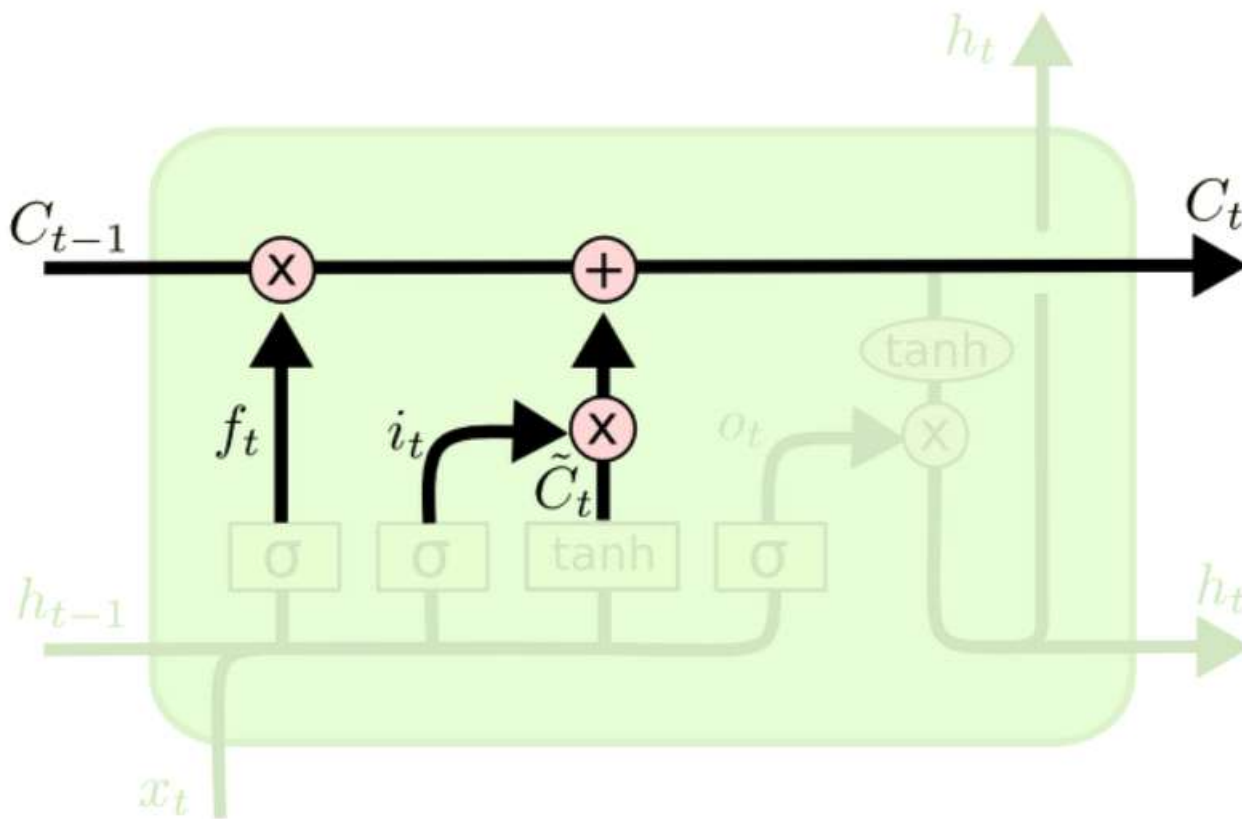 h_t
C_{t-1}
C_t
x
+
tanh
f_t
i_t
x
o_t
x
C̃_t
σ
σ
tanh
σ
h_{t-1}
h_t
x_t